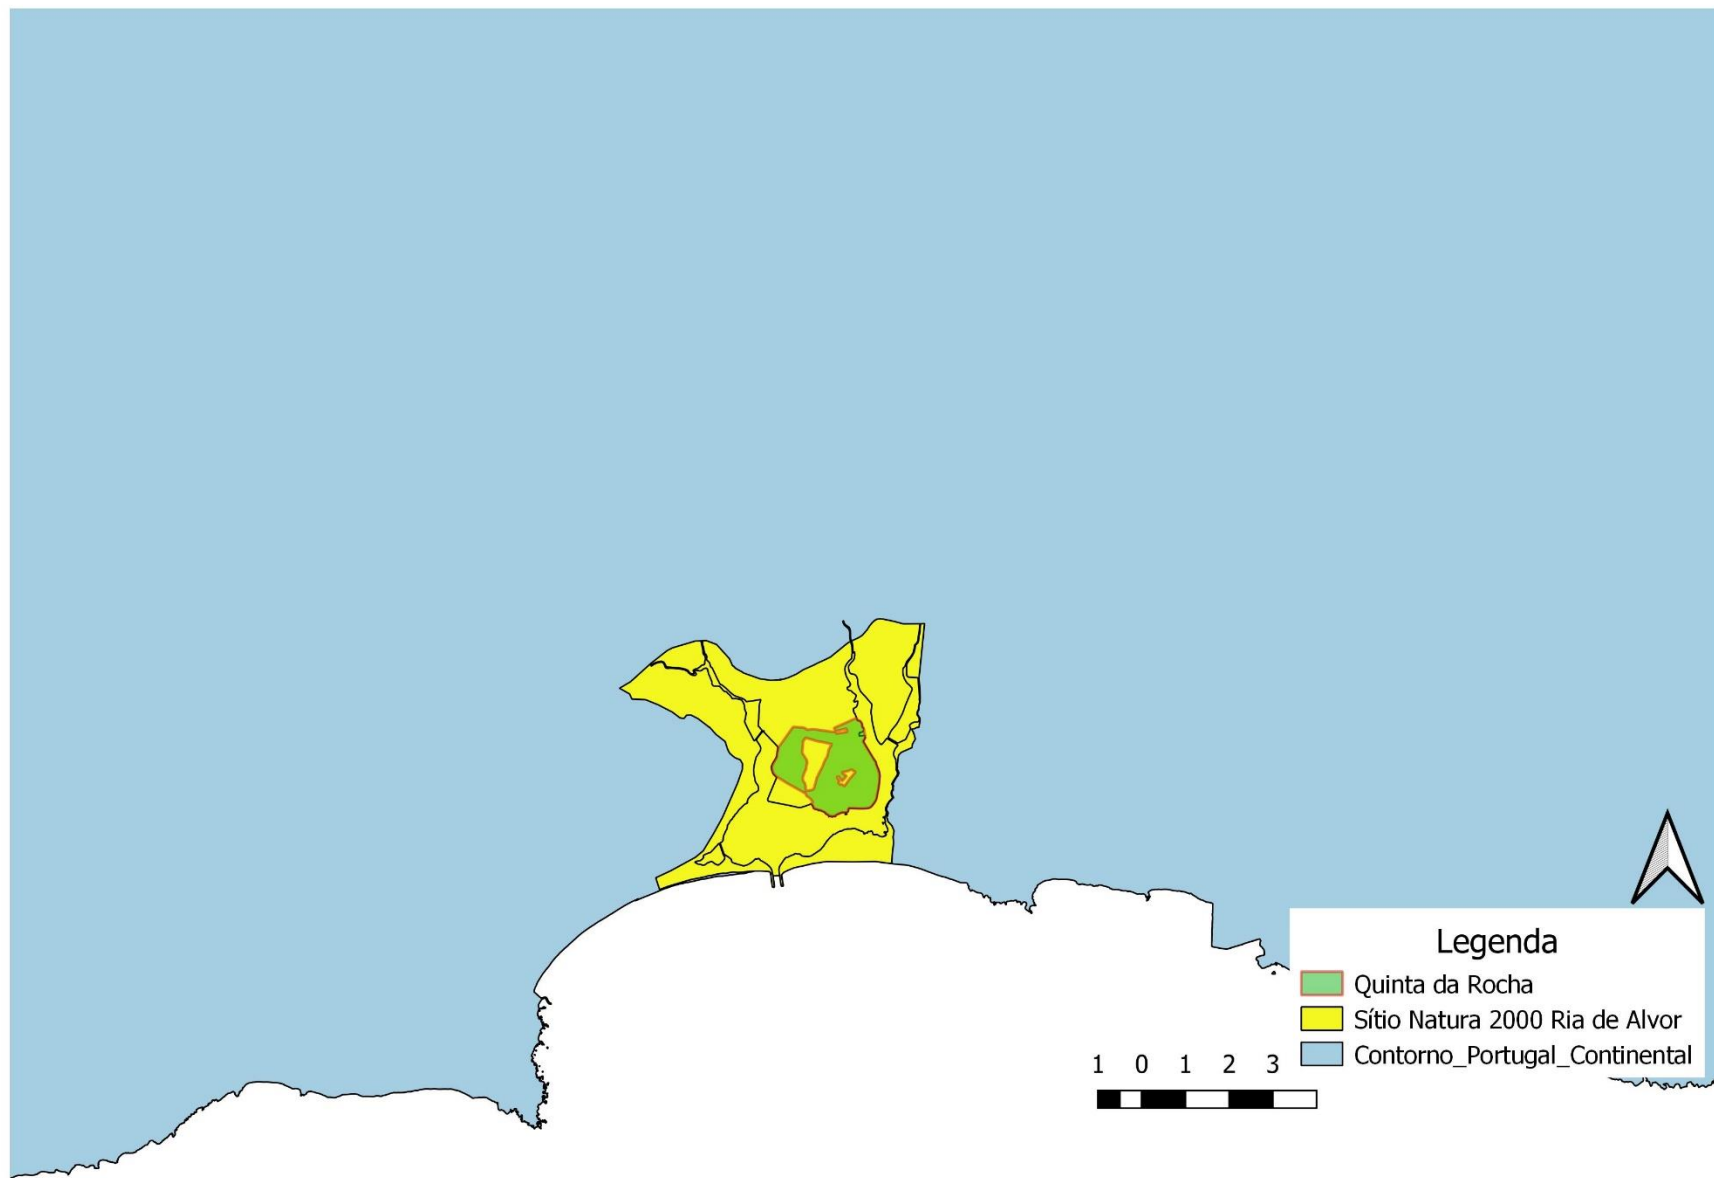 Legenda
Quinta da Rocha
Sítio Natura 2000 Ria de Alvor
Contorno_Portugal_Continental
1 0 1 2 3